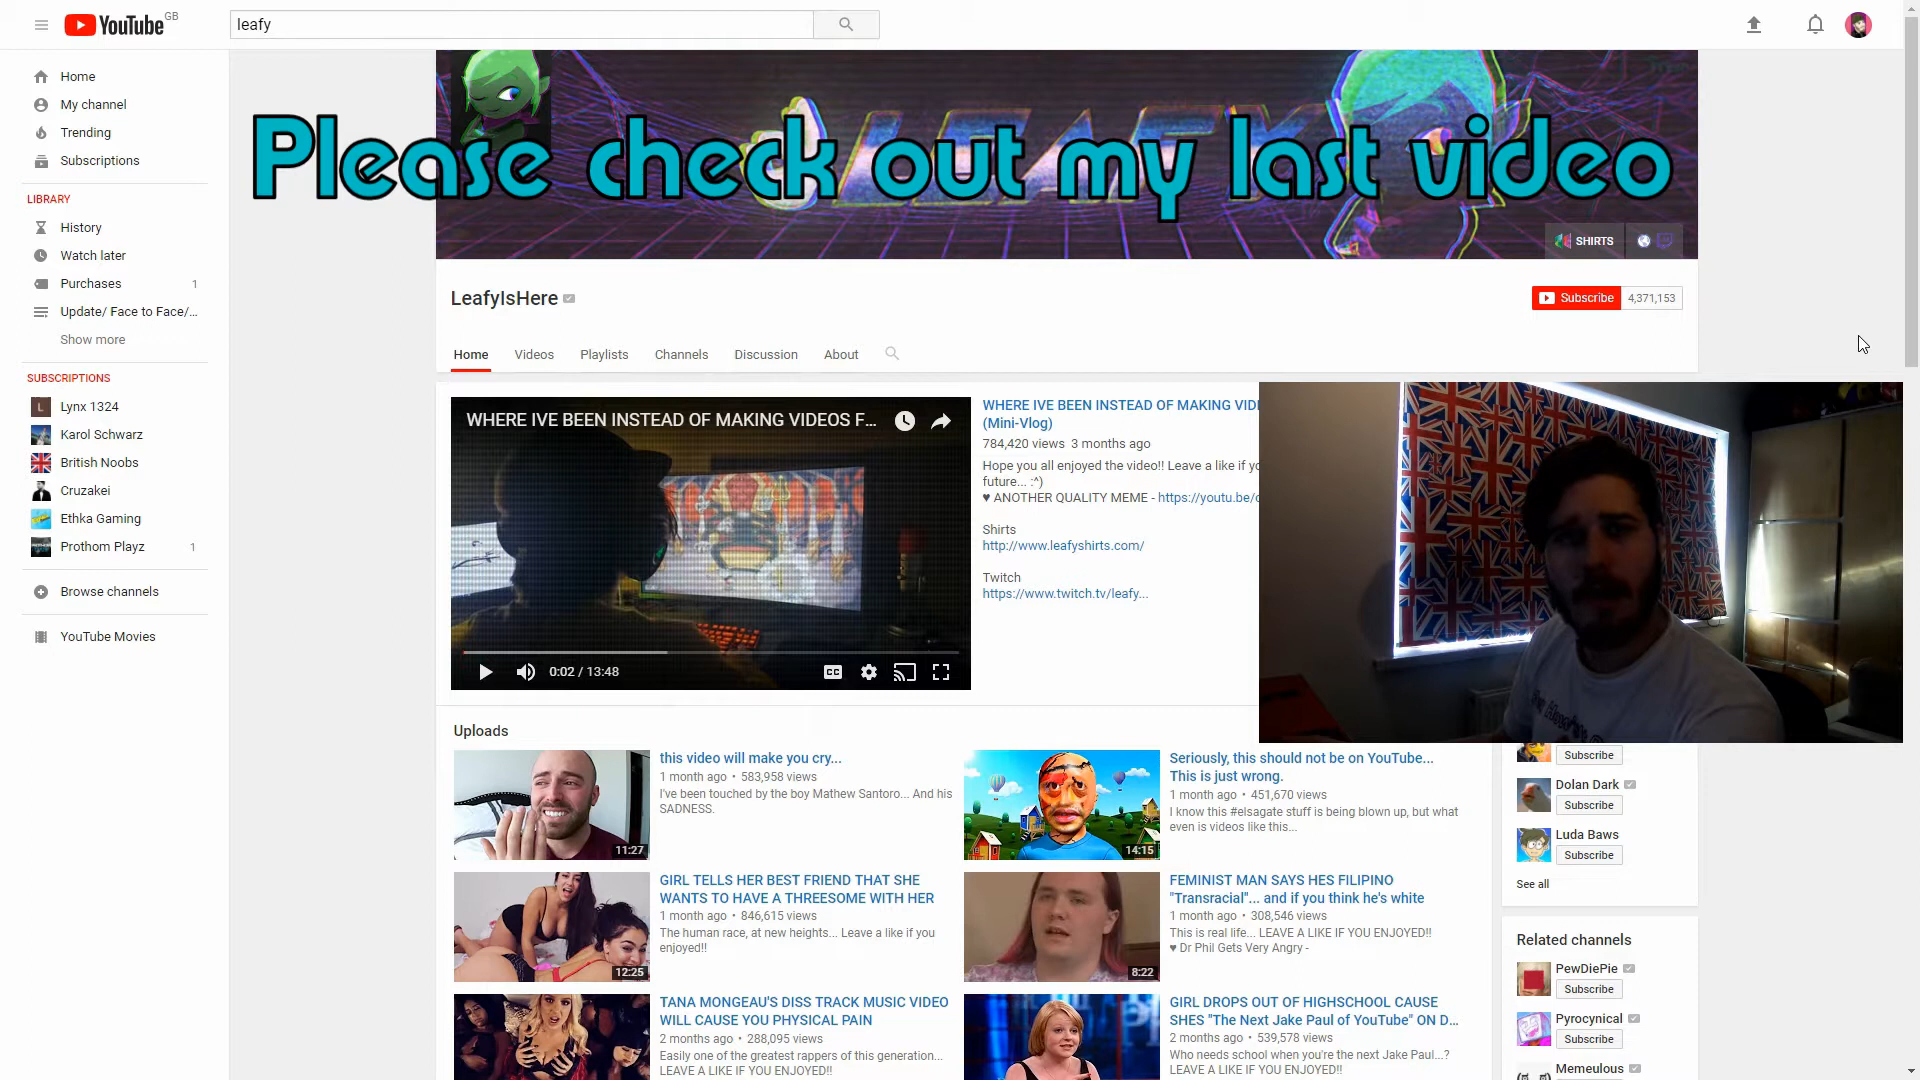 YouTube GB
leafy
Home
My channel
Trending
Subscriptions
LIBRARY
History
Watch later
Purchases 1
Update/ Face to Face/...
Show more
SUBSCRIPTIONS
L Lynx 1324
Karol Schwarz
British Noobs
Cruzakei
Ethka Gaming
Prothom Playz 1
Browse channels
YouTube Movies
Please check out my last video
LEAFY
SHIRTS
LeafyIsHere
Subscribe 4,371,153
Home Videos Playlists Channels Discussion About
WHERE IVE BEEN INSTEAD OF MAKING VIDEOS F...
0:02 / 13:48
CC
WHERE IVE BEEN INSTEAD OF MAKING VID
(Mini-Vlog)
784,420 views 3 months ago
Hope you all enjoyed the video!! Leave a like if
future... :^)
♥ ANOTHER QUALITY MEME - https://youtu.be/
Shirts
http://www.leafyshirts.com/
Twitch
https://www.twitch.tv/leafy...
Uploads
11:27
this video will make you cry...
1 month ago • 583,958 views
I've been touched by the boy Mathew Santoro... And his
SADNESS.
14:15
Seriously, this should not be on YouTube...
This is just wrong.
1 month ago • 451,670 views
I know this #elsagate stuff is being blown up, but what
even is videos like this...
12:25
GIRL TELLS HER BEST FRIEND THAT SHE
WANTS TO HAVE A THREESOME WITH HER
1 month ago • 846,615 views
The human race, at new heights... Leave a like if you
enjoyed!!
8:22
FEMINIST MAN SAYS HES FILIPINO
"Transracial"... and if you think he's white
1 month ago • 308,546 views
This is real life... LEAVE A LIKE IF YOU ENJOYED!!
♥ Dr Phil Gets Very Angry -
TANA MONGEAU'S DISS TRACK MUSIC VIDEO
WILL CAUSE YOU PHYSICAL PAIN
2 months ago • 288,095 views
Easily one of the greatest rappers of this generation...
LEAVE A LIKE IF YOU ENJOYED!!
GIRL DROPS OUT OF HIGHSCHOOL CAUSE
SHES "The Next Jake Paul of YouTube" ON D...
2 months ago • 539,578 views
Who needs school when you're the next Jake Paul...?
LEAVE A LIKE IF YOU ENJOYED!!
Subscribe
Dolan Dark
Subscribe
Luda Baws
Subscribe
See all
Related channels
PewDiePie
Subscribe
Pyrocynical
Subscribe
Memeulous